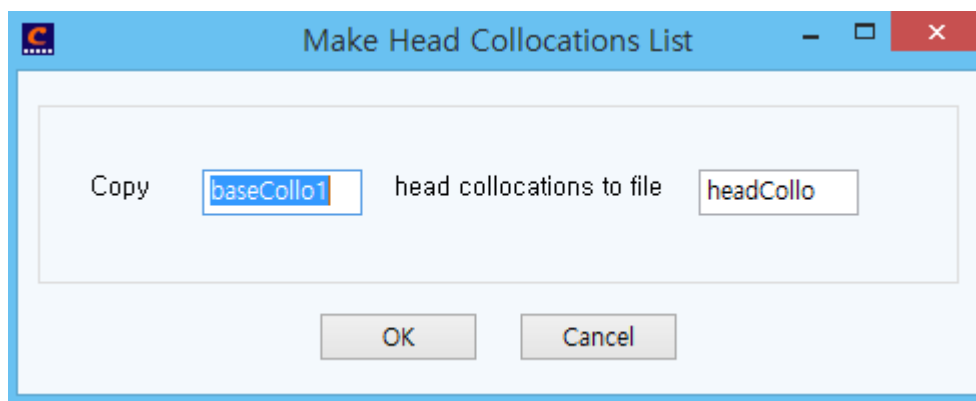 Make Head Collocations List
Copy baseCollo1 head collocations to file headCollo
OK Cancel